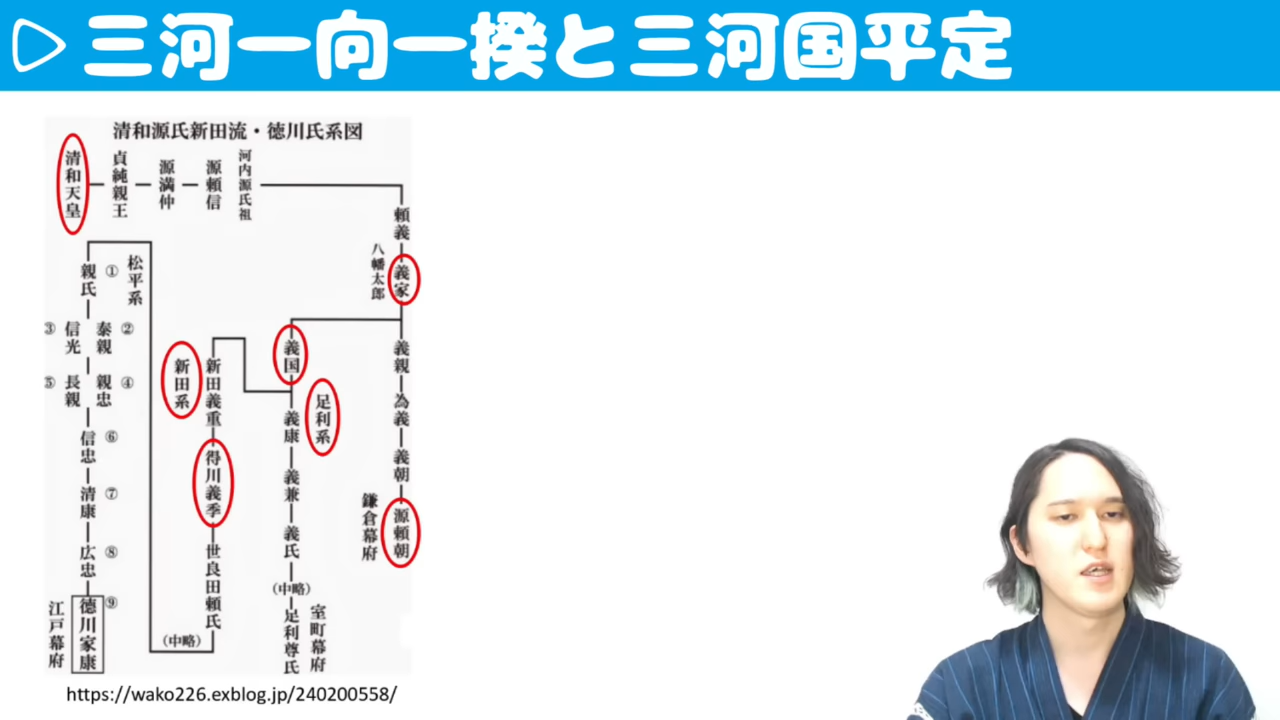 三河一向一揆と三河国平定
清和源氏新田流・徳川氏系図
清和天皇
貞純親王
源満仲
源頼信
河内源氏祖
頼義
八幡太郎
義家
義親
為義
義朝
源頼朝
鎌倉幕府
義国
足利系
義康
義兼
義氏
(中略)
足利尊氏
室町幕府
新田系
新田義重
得川義季
世良田頼氏
(中略)
松平系
①
親氏
②
泰親
③
信光
④
親忠
⑤
長親
⑥
信忠
⑦
清康
⑧
広忠
⑨
徳川家康
江戸幕府
https://wako226.exblog.jp/240200558/